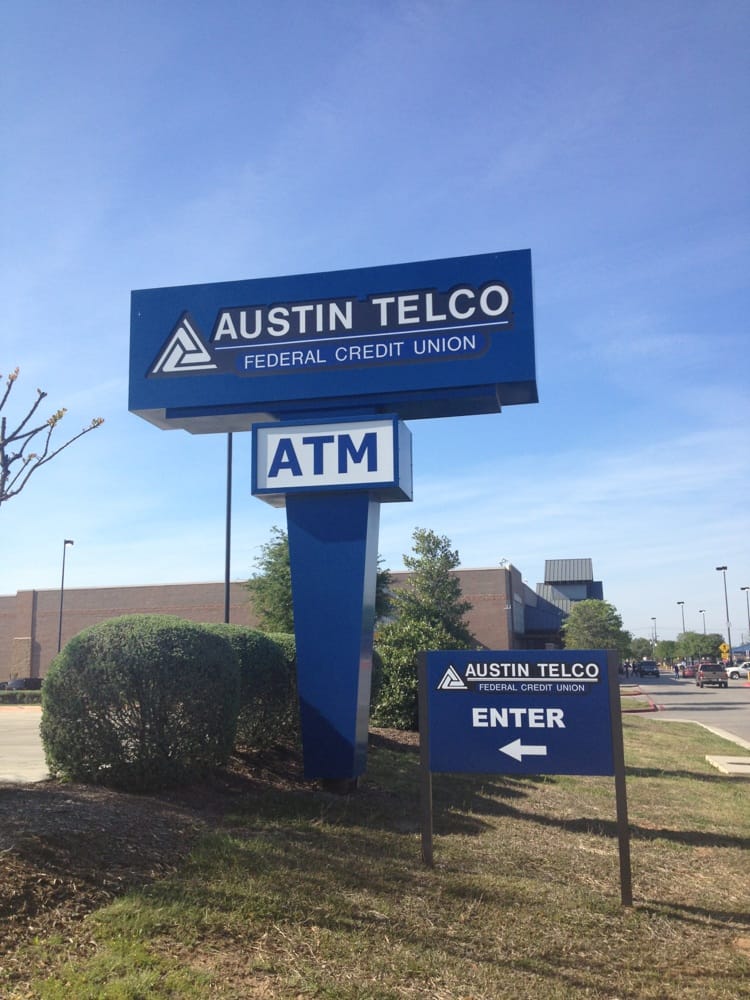 AUSTIN TELCO
FEDERAL CREDIT UNION
ATM
AUSTIN TELCO
FEDERAL CREDIT UNION
ENTER